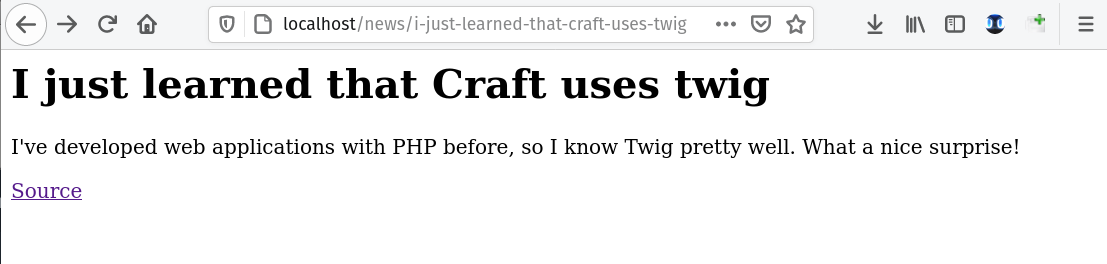 localhost/news/i-just-learned-that-craft-uses-twig
I just learned that Craft uses twig
I've developed web applications with PHP before, so I know Twig pretty well. What a nice surprise!
Source